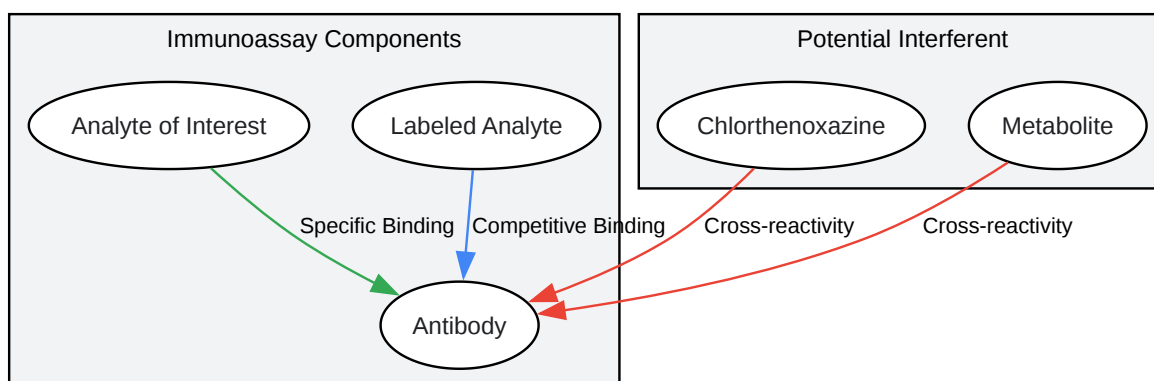 Immunoassay Components
Potential Interferent
Analyte of Interest
Labeled Analyte
Chlorthenoxazine
Metabolite
Specific Binding
Competitive Binding
Cross-reactivity
Cross-reactivity
Antibody